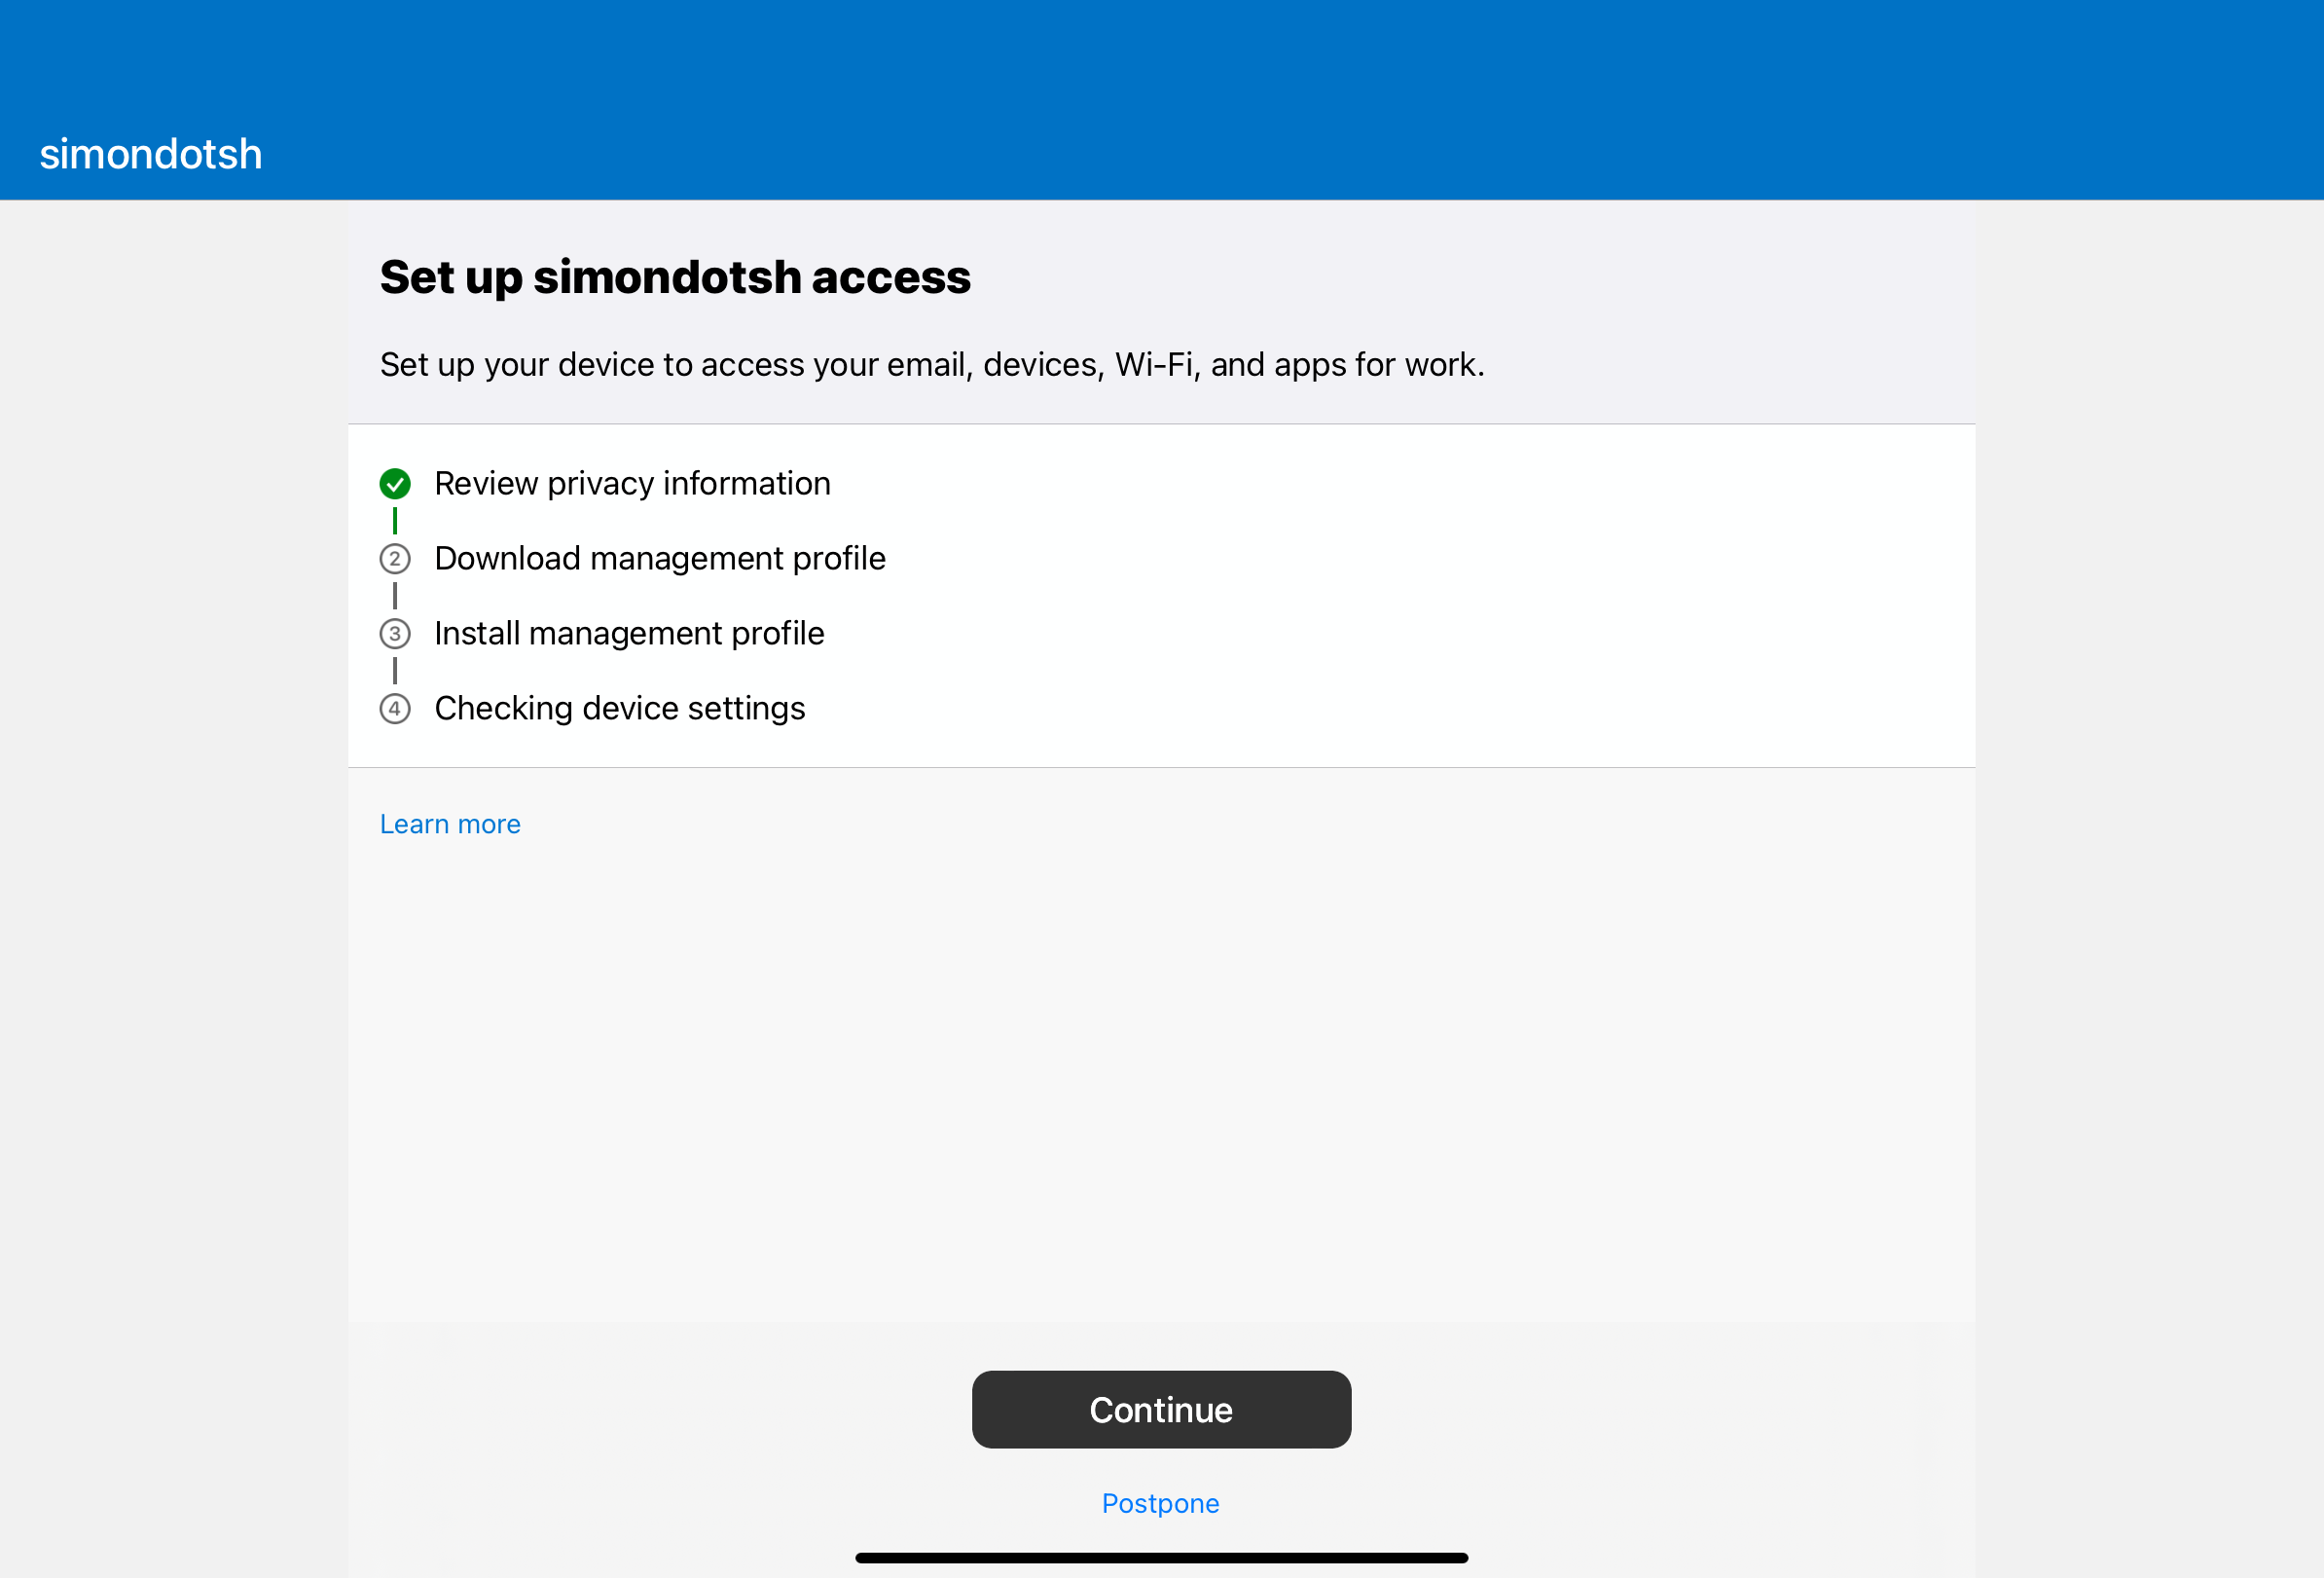 simondotsh
Set up simondotsh access
Set up your device to access your email, devices, Wi-Fi, and apps for work.
Review privacy information
2 Download management profile
3 Install management profile
4 Checking device settings
Learn more
Continue
Postpone